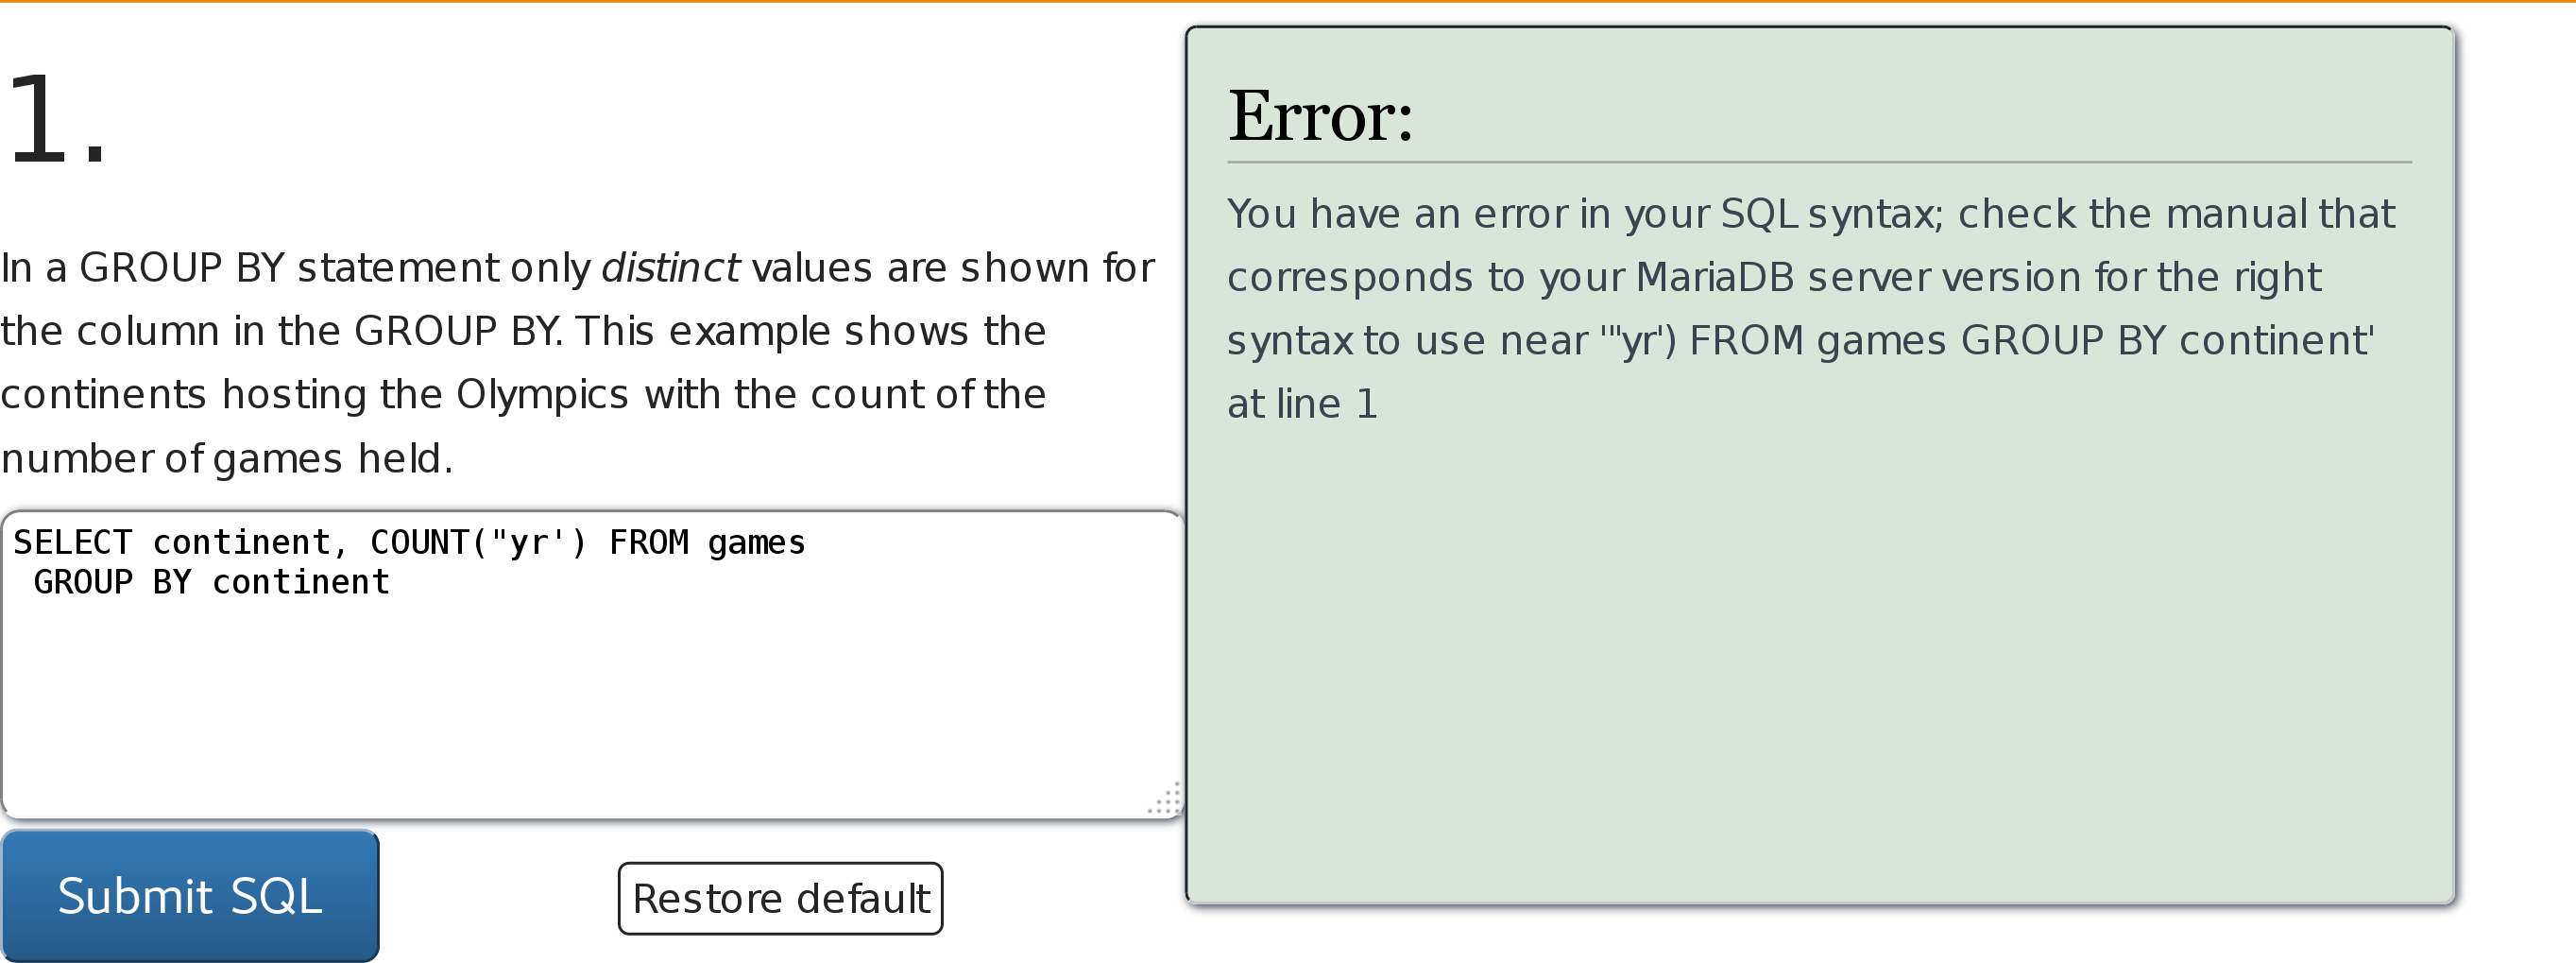 1.
In a GROUP BY statement only distinct values are shown for
the column in the GROUP BY. This example shows the
continents hosting the Olympics with the count of the
number of games held.
SELECT continent, COUNT("yr') FROM games
 GROUP BY continent
Submit SQL
Restore default
Error:
You have an error in your SQL syntax; check the manual that
corresponds to your MariaDB server version for the right
syntax to use near '"yr') FROM games GROUP BY continent'
at line 1